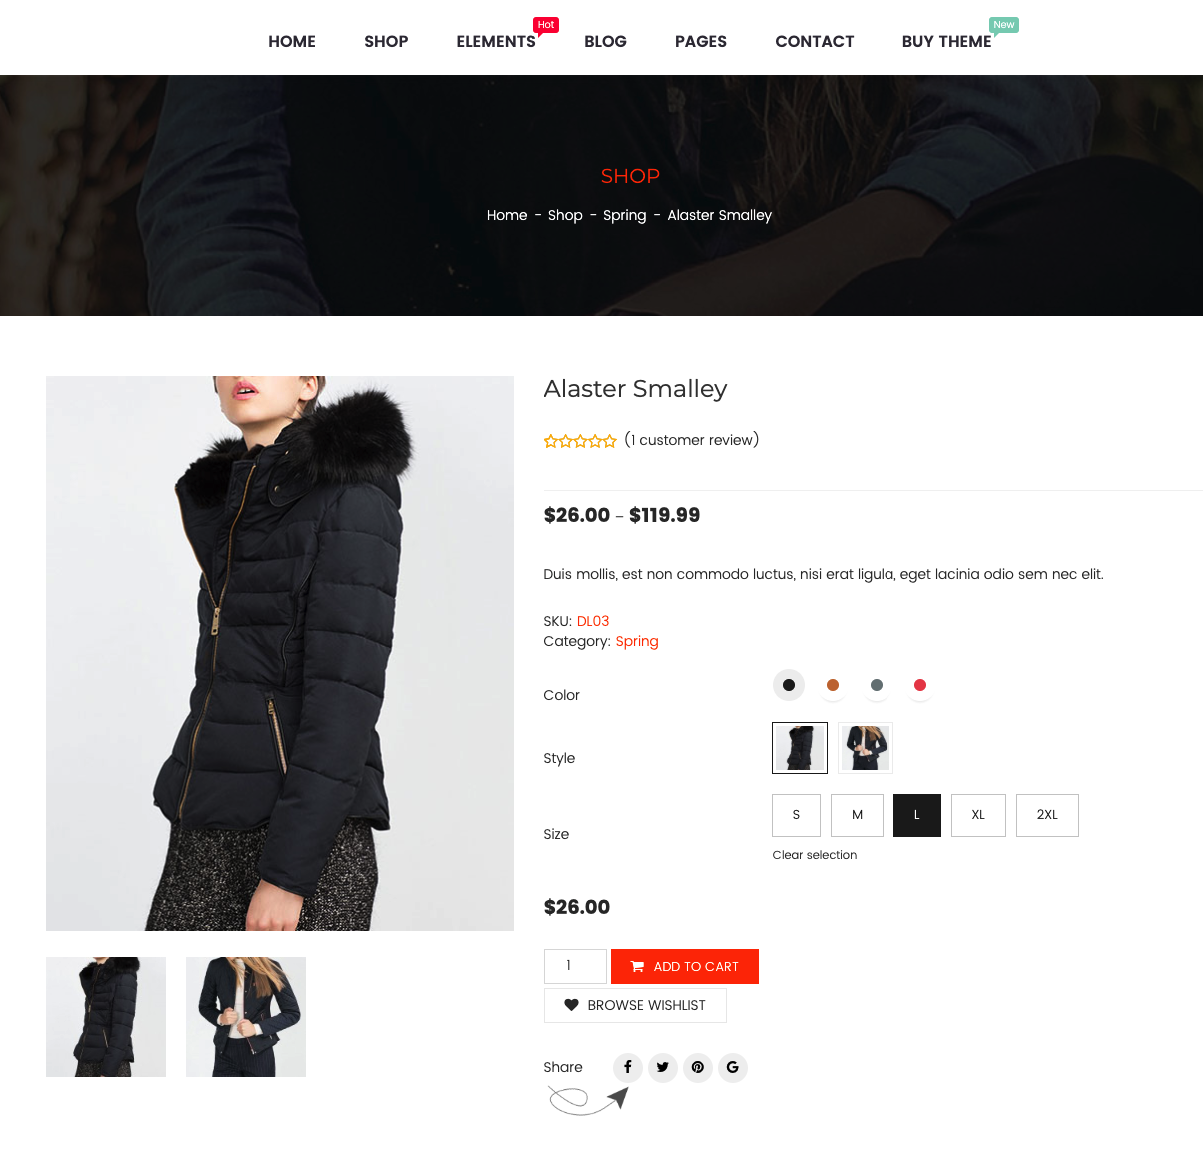 Hot
New
HOME SHOP ELEMENTS BLOG PAGES CONTACT BUY THEME
SHOP
Home - Shop - Spring - Alaster Smalley
Alaster Smalley
(1 customer review)
$26.00 – $119.99
Duis mollis, est non commodo luctus, nisi erat ligula, eget lacinia odio sem nec elit.
SKU: DL03
Category: Spring
Color
Style
Size
S M L XL 2XL
Clear selection
$26.00
1
ADD TO CART
BROWSE WISHLIST
Share